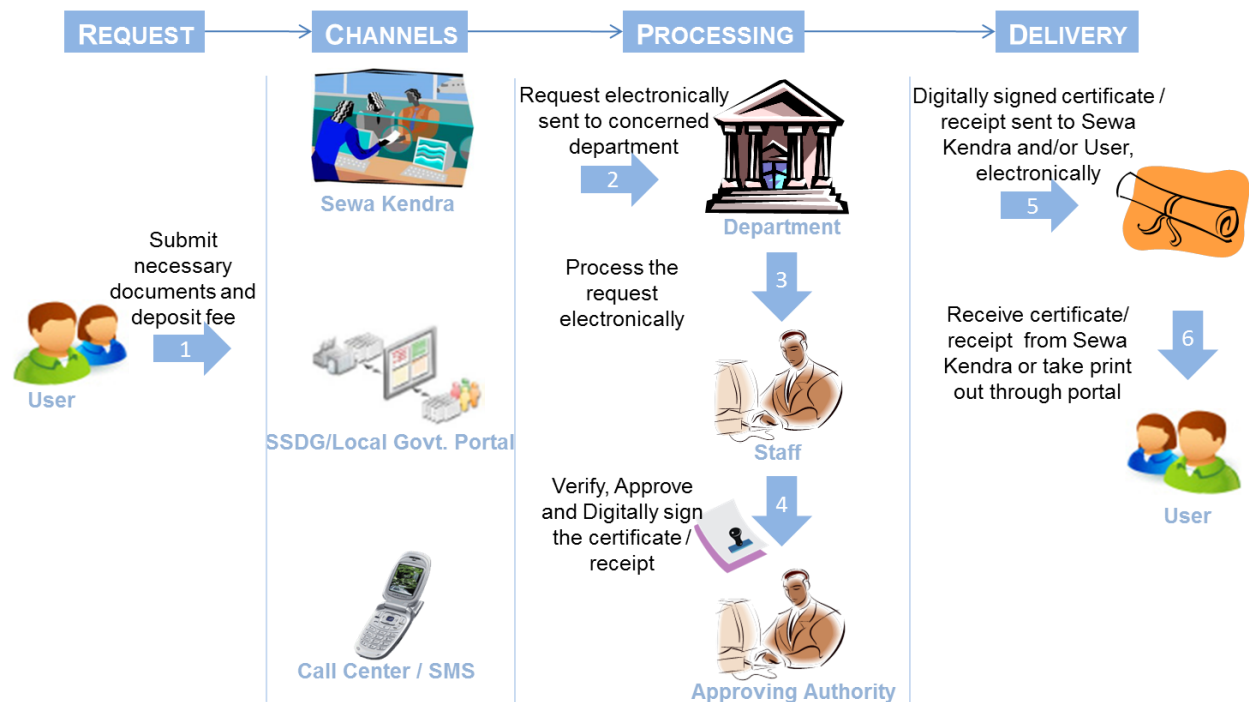 REQUEST
CHANNELS
PROCESSING
DELIVERY
Submit
necessary
documents and
deposit fee
1
User
Sewa Kendra
SSDG/Local Govt. Portal
Call Center / SMS
Request electronically
sent to concerned
department
2
Department
Process the
request
electronically
3
Staff
Verify, Approve
and Digitally sign
the certificate /
receipt
4
Approving Authority
Digitally signed certificate /
receipt sent to Sewa
Kendra and/or User,
electronically
5
Receive certificate/
receipt from Sewa
Kendra or take print
out through portal
6
User